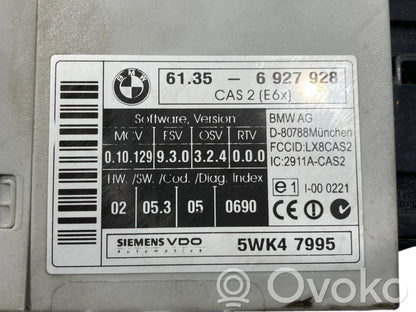 BMW
61.35 - 6 927 928
CAS 2 (E6x)
Software, Version
MCV FSV OSV RTV
0.10.129 9.3.0 3.2.4 0.0.0
HW. /SW. /Cod. /Diag. Index
02 05.3 05 0690
BMW AG
D-80788München
FCCID:LX8CAS2
IC:2911A-CAS2
e1 I-00 0221
SIEMENS VDO
Automotive
5WK4 7995
Ovoko